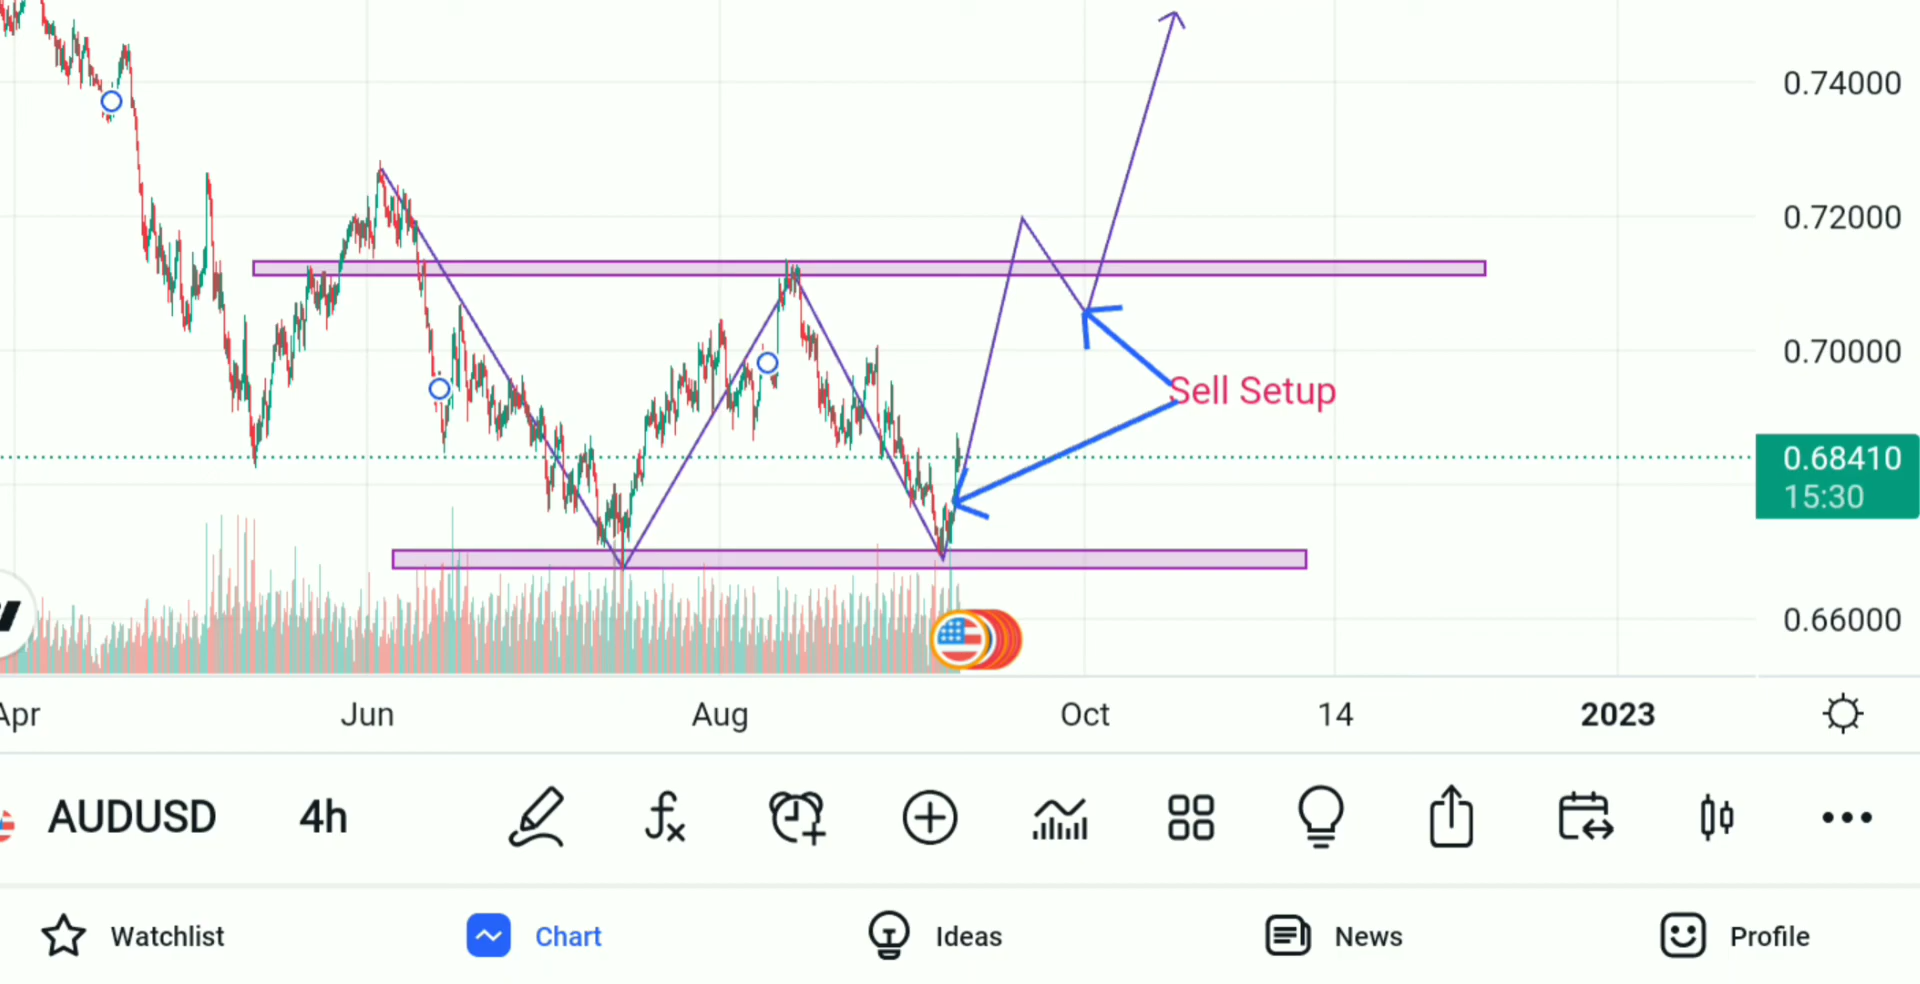 0.74000
0.72000
0.70000
Sell Setup
0.68410
15:30
0.66000
Apr
Jun
Aug
Oct
14
2023
AUDUSD
4h
Watchlist
Chart
Ideas
News
Profile